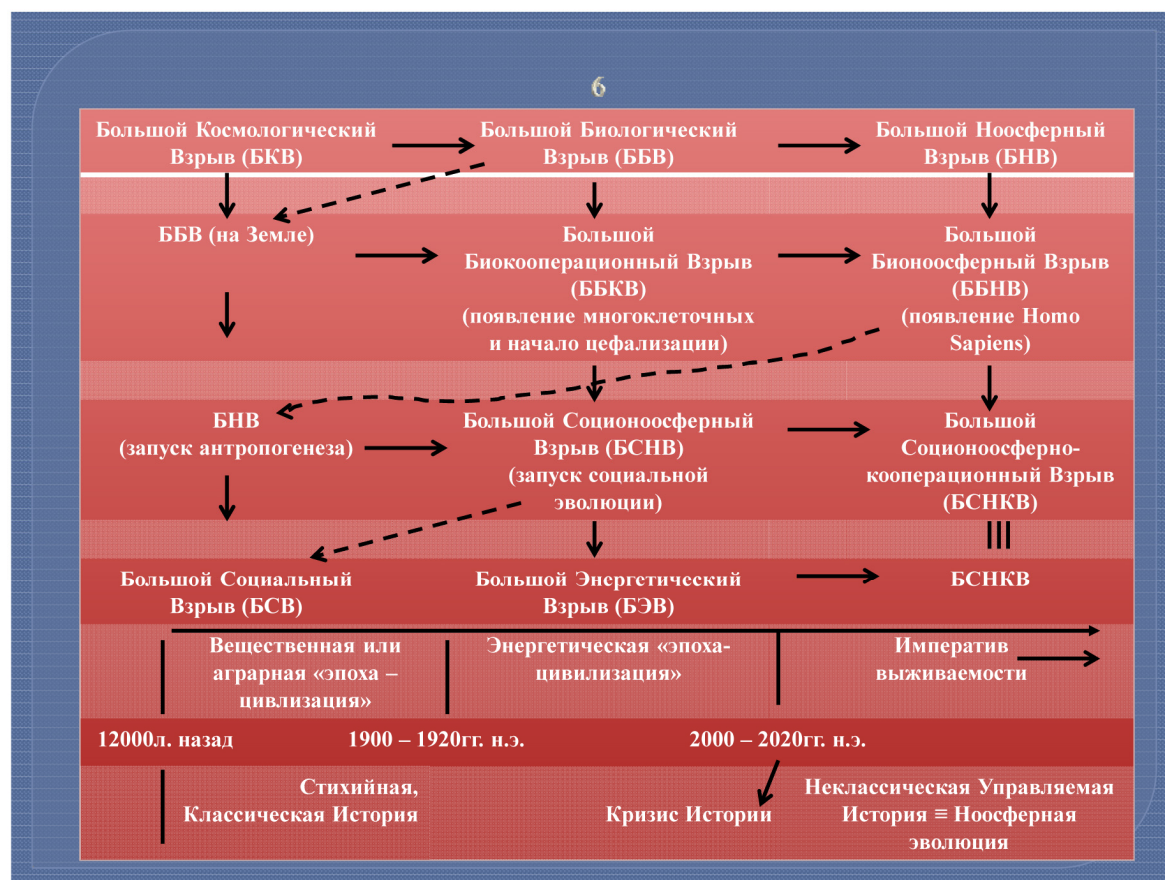 6
Большой Космологический
Взрыв (БКВ)
Большой Биологический
Взрыв (ББВ)
Большой Ноосферный
Взрыв (БНВ)
ББВ (на Земле)
Большой
Биокооперационный Взрыв
(ББКВ)
(появление многоклеточных
и начало цефализации)
Большой
Бионоосферный Взрыв
(ББНВ)
(появление Homo
Sapiens)
БНВ
(запуск антропогенеза)
Большой Соционоосферный
Взрыв (БСНВ)
(запуск социальной
эволюции)
Большой
Соционоосферно-
кооперационный Взрыв
(БСНКВ)
Большой Социальный
Взрыв (БСВ)
Большой Энергетический
Взрыв (БЭВ)
БСНКВ
Вещественная или
аграрная «эпоха –
цивлизация»
Энергетическая «эпоха-
цивилизация»
Императив
выживаемости
12000л. назад
1900 – 1920гг. н.э.
2000 – 2020гг. н.э.
Стихийная,
Классическая История
Кризис Истории
Неклассическая Управляемая
История ≡ Ноосферная
эволюция